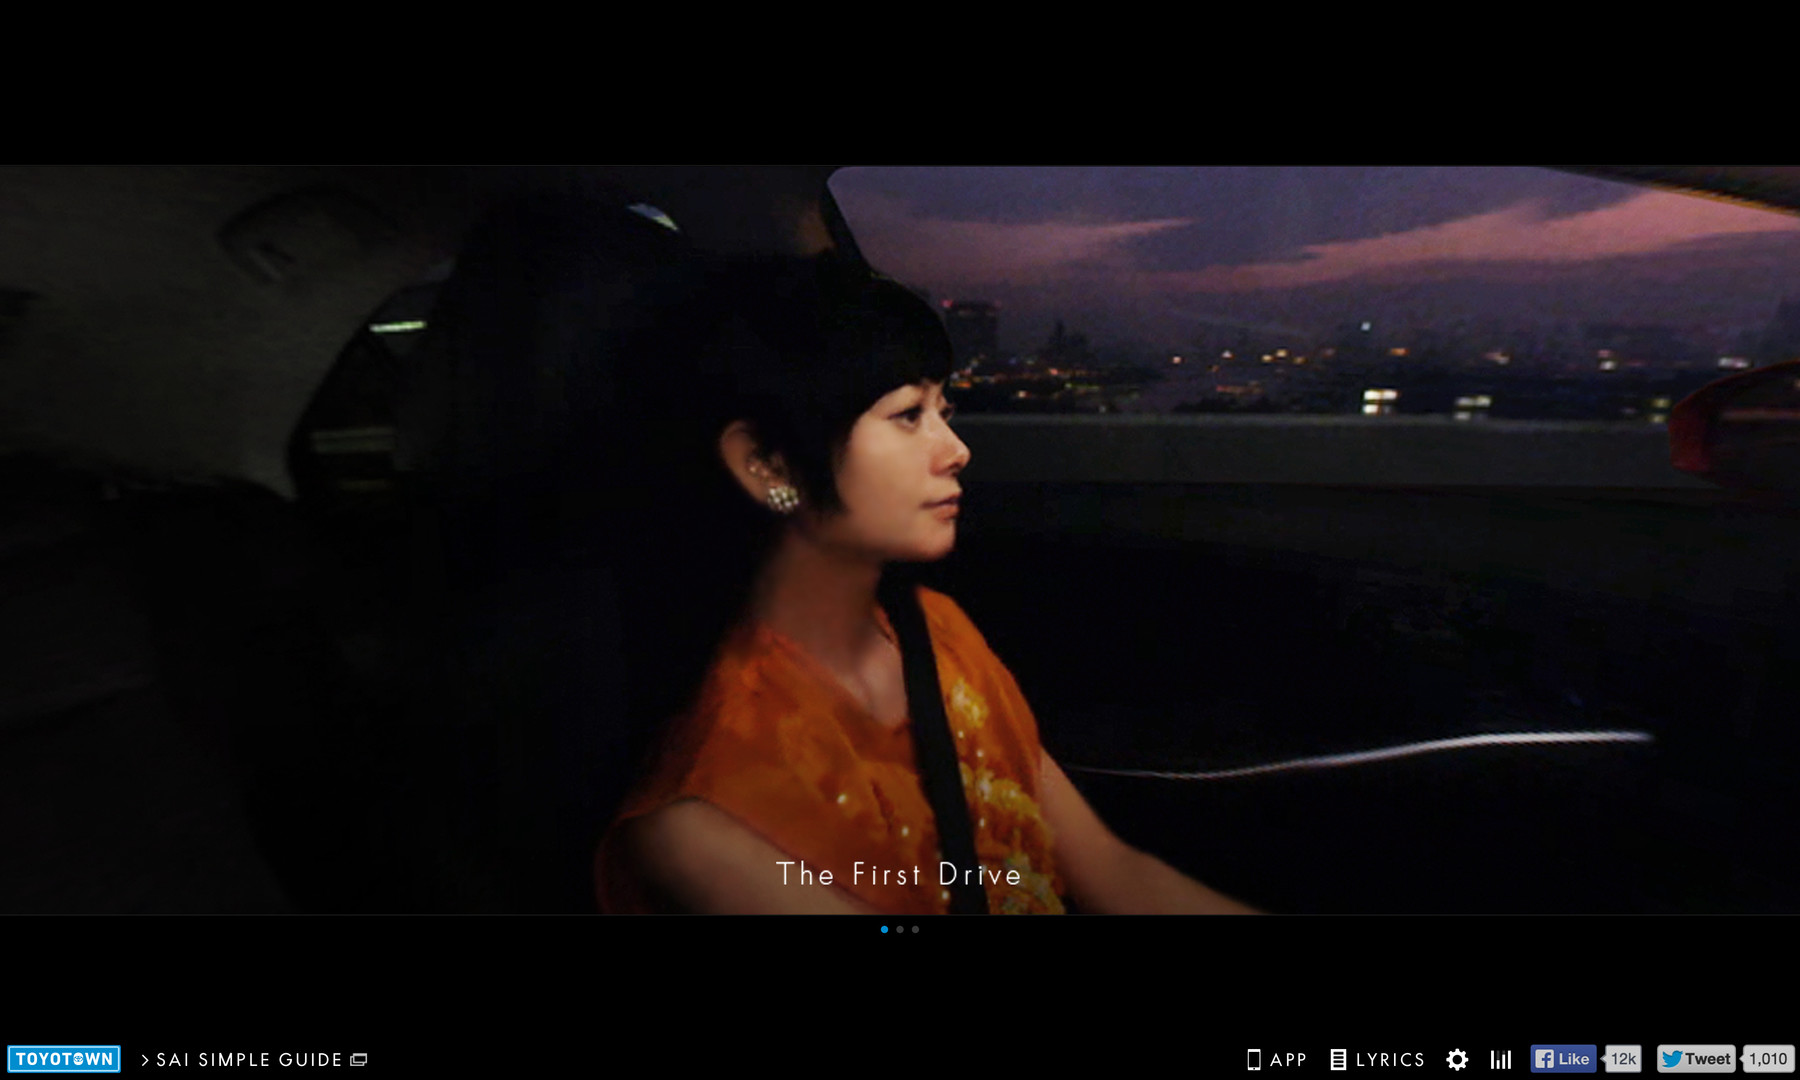 The First Drive
TOYOTOWN
SAI SIMPLE GUIDE
APP
LYRICS
Like
12k
Tweet
1,010